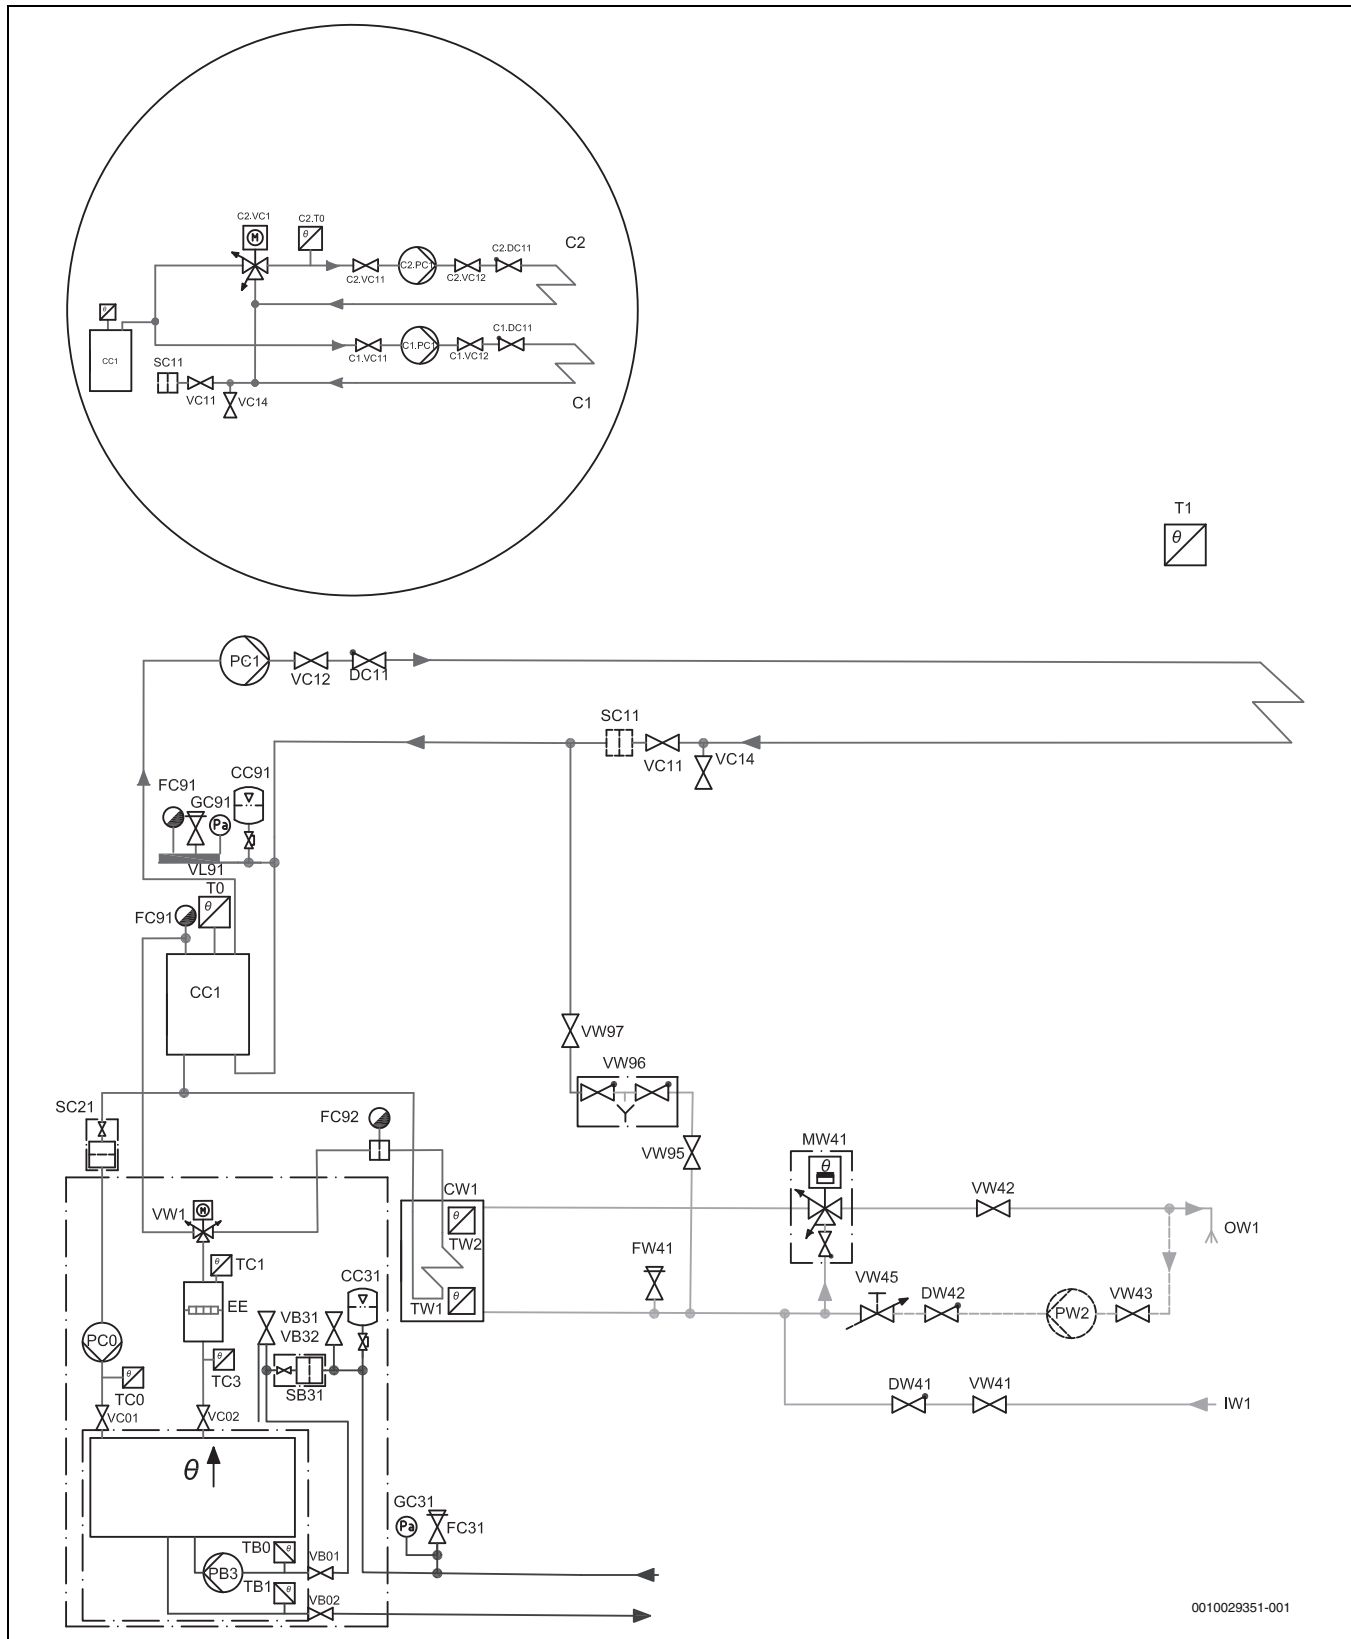 C2.VC1
C2.T0
M
θ
C2.DC11
C2
C2.VC11
C2.PC1
C2.VC12
θ
CC1
C1.DC11
C1.VC11
C1.PC1
C1.VC12
SC11
VC11
VC14
C1
T1
θ
PC1
VC12
DC11
SC11
VC11
VC14
CC91
FC91
GC91
Pa
VL91
T0
θ
FC91
CC1
VW97
VW96
SC21
FC92
VW95
MW41
θ
CW1
VW42
VW1
M
θ
TW2
OW1
θ
TC1
FW41
VW45
DW42
CC31
EE
TW1
θ
VB31
VB32
PW2
VW43
PC0
θ
TC0
θ
TC3
SB31
DW41
VW41
IW1
VC01
VC02
θ
GC31
Pa
FC31
TB0
θ
VB01
PB3
TB1
θ
VB02
0010029351-001